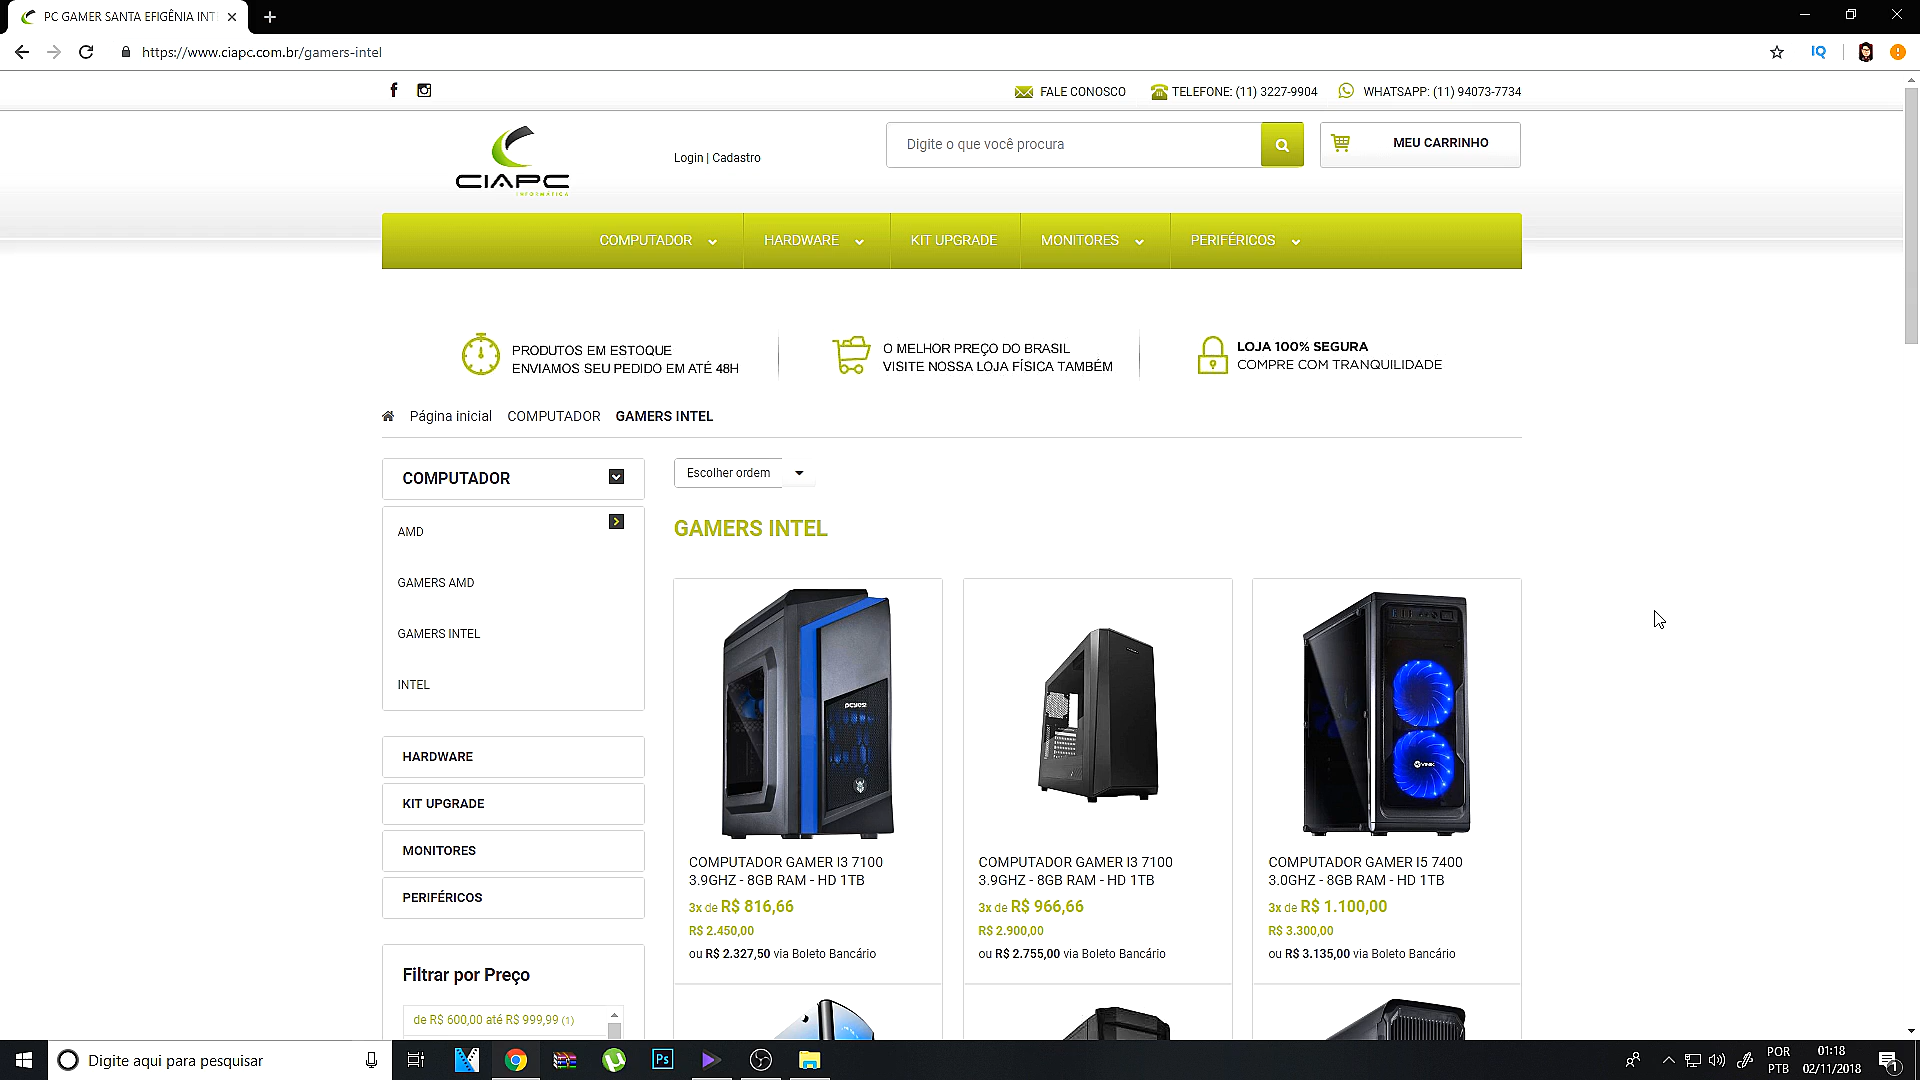 PC GAMER SANTA EFIGÊNIA INT
https://www.ciapc.com.br/gamers-intel
IQ
FALE CONOSCO
TELEFONE: (11) 3227-9904
WHATSAPP: (11) 94073-7734
CIAPC
INFORMÁTICA
Login | Cadastro
Digite o que você procura
MEU CARRINHO
COMPUTADOR
HARDWARE
KIT UPGRADE
MONITORES
PERIFÉRICOS
PRODUTOS EM ESTOQUE
ENVIAMOS SEU PEDIDO EM ATÉ 48H
O MELHOR PREÇO DO BRASIL
VISITE NOSSA LOJA FÍSICA TAMBÉM
LOJA 100% SEGURA
COMPRE COM TRANQUILIDADE
Página inicial COMPUTADOR GAMERS INTEL
COMPUTADOR
AMD
GAMERS AMD
GAMERS INTEL
INTEL
HARDWARE
KIT UPGRADE
MONITORES
PERIFÉRICOS
Filtrar por Preço
de R$ 600,00 até R$ 999,99 (1)
Escolher ordem
GAMERS INTEL
pcyes!
COMPUTADOR GAMER I3 7100
3.9GHZ - 8GB RAM - HD 1TB
3x de R$ 816,66
R$ 2.450,00
ou R$ 2.327,50 via Boleto Bancário
COMPUTADOR GAMER I3 7100
3.9GHZ - 8GB RAM - HD 1TB
3x de R$ 966,66
R$ 2.900,00
ou R$ 2.755,00 via Boleto Bancário
VINIK
COMPUTADOR GAMER I5 7400
3.0GHZ - 8GB RAM - HD 1TB
3x de R$ 1.100,00
R$ 3.300,00
ou R$ 3.135,00 via Boleto Bancário
Digite aqui para pesquisar
Ps
POR
PTB
01:18
02/11/2018
1